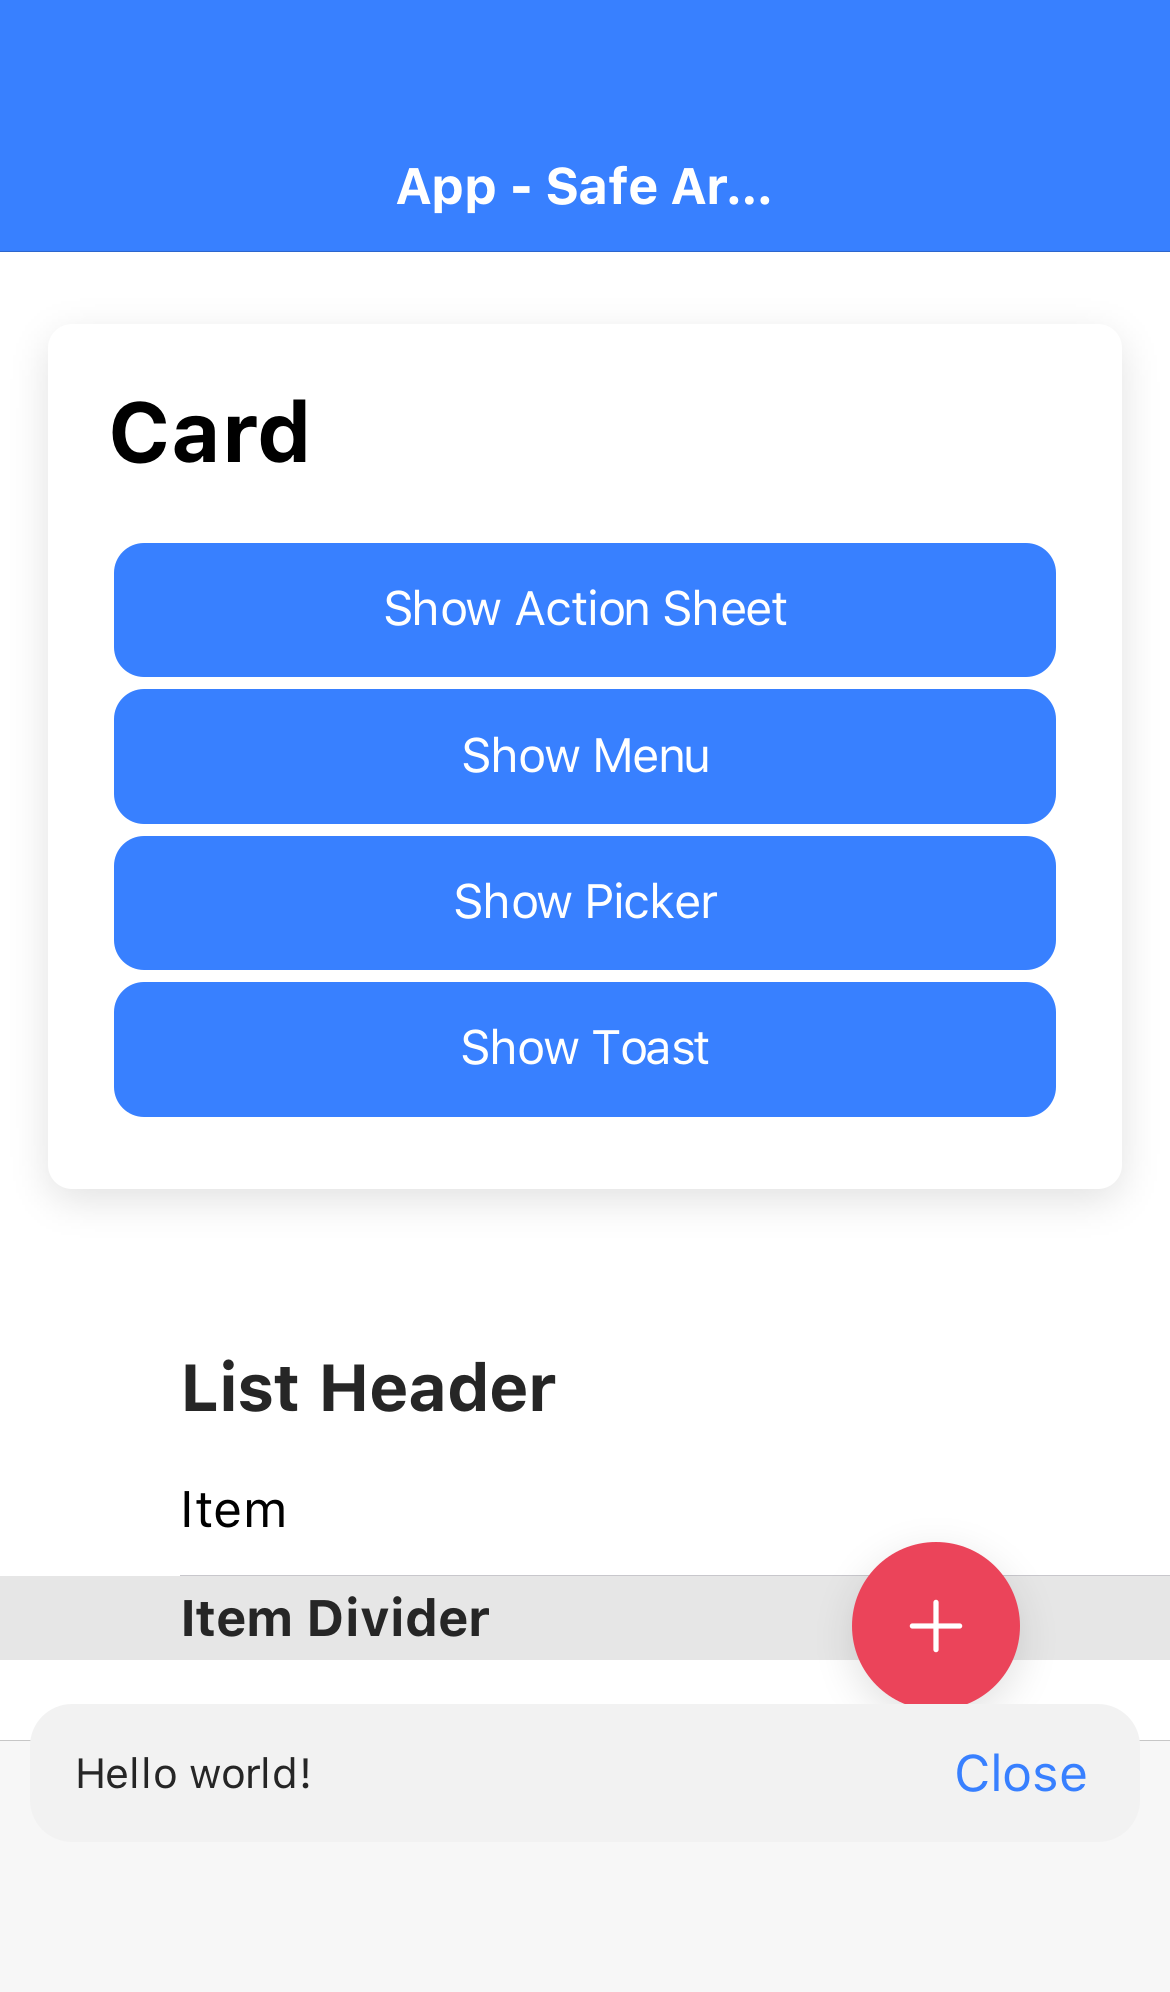 App - Safe Ar...
Card
Show Action Sheet
Show Menu
Show Picker
Show Toast
List Header
Item
Item Divider
Hello world!
Close